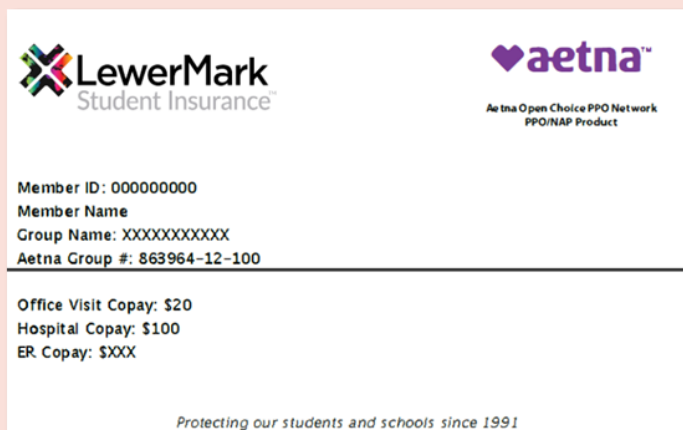 LewerMark
Student Insurance™
aetna™
Aetna Open Choice PPO Network
PPO/NAP Product
Member ID: 000000000
Member Name
Group Name: XXXXXXXXXXX
Aetna Group #: 863964-12-100
Office Visit Copay: $20
Hospital Copay: $100
ER Copay: $XXX
Protecting our students and schools since 1991